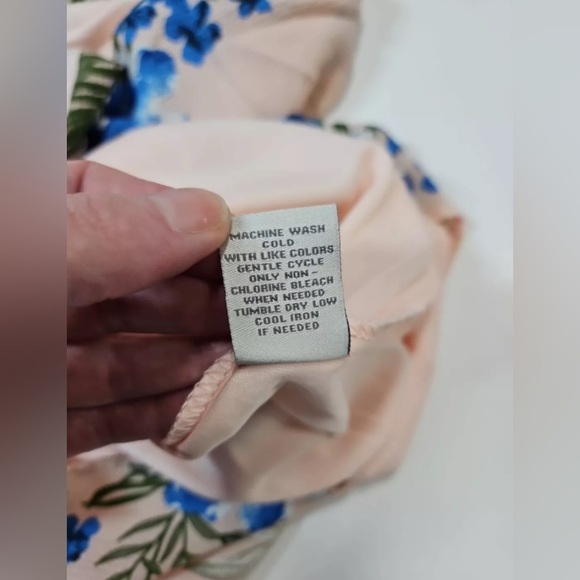 MACHINE WASH
COLD
WITH LIKE COLORS
GENTLE CYCLE
ONLY NON-
CHLORINE BLEACH
WHEN NEEDED
TUMBLE DRY LOW
COOL IRON
IF NEEDED